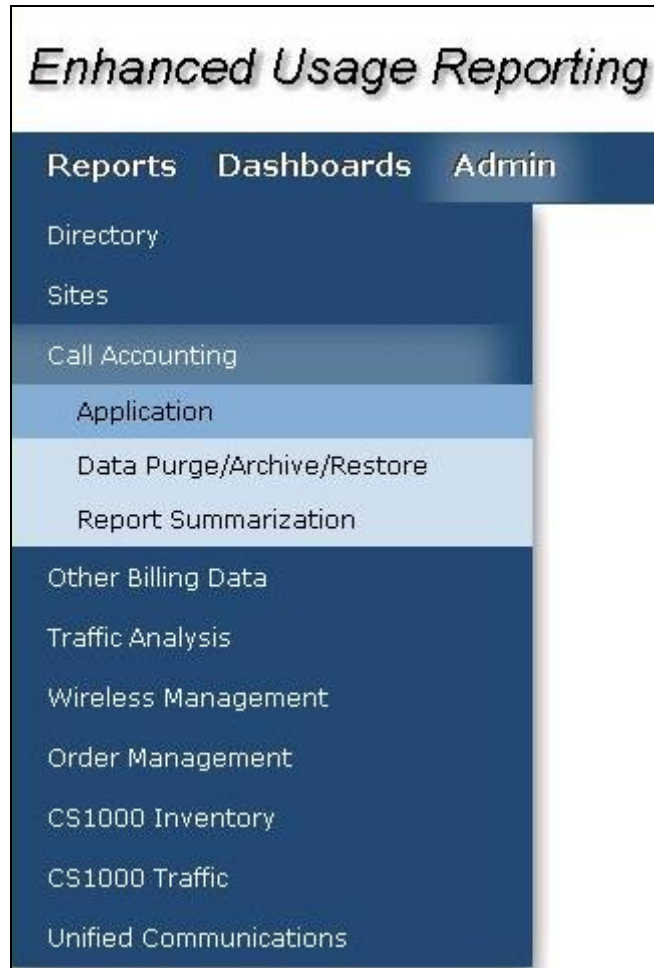 Enhanced Usage Reporting
Reports Dashboards Admin
Directory
Sites
Call Accounting
Application
Data Purge/Archive/Restore
Report Summarization
Other Billing Data
Traffic Analysis
Wireless Management
Order Management
CS1000 Inventory
CS1000 Traffic
Unified Communications